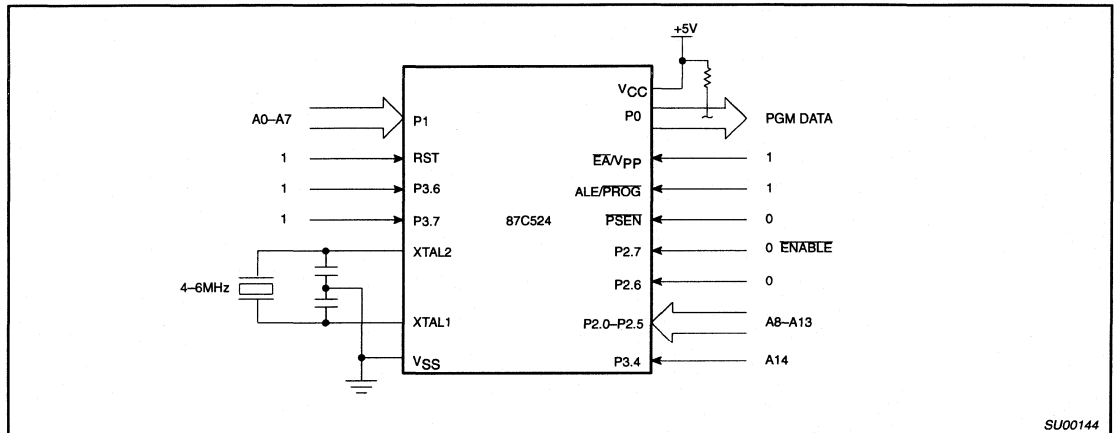 +5V
VCC
A0–A7
P1
P0
PGM DATA
1
RST
EA/VPP
1
1
P3.6
ALE/PROG
1
1
P3.7
87C524
PSEN
0
XTAL2
P2.7
0 ENABLE
4–6MHz
P2.6
0
XTAL1
P2.0–P2.5
A8–A13
VSS
P3.4
A14
SU00144